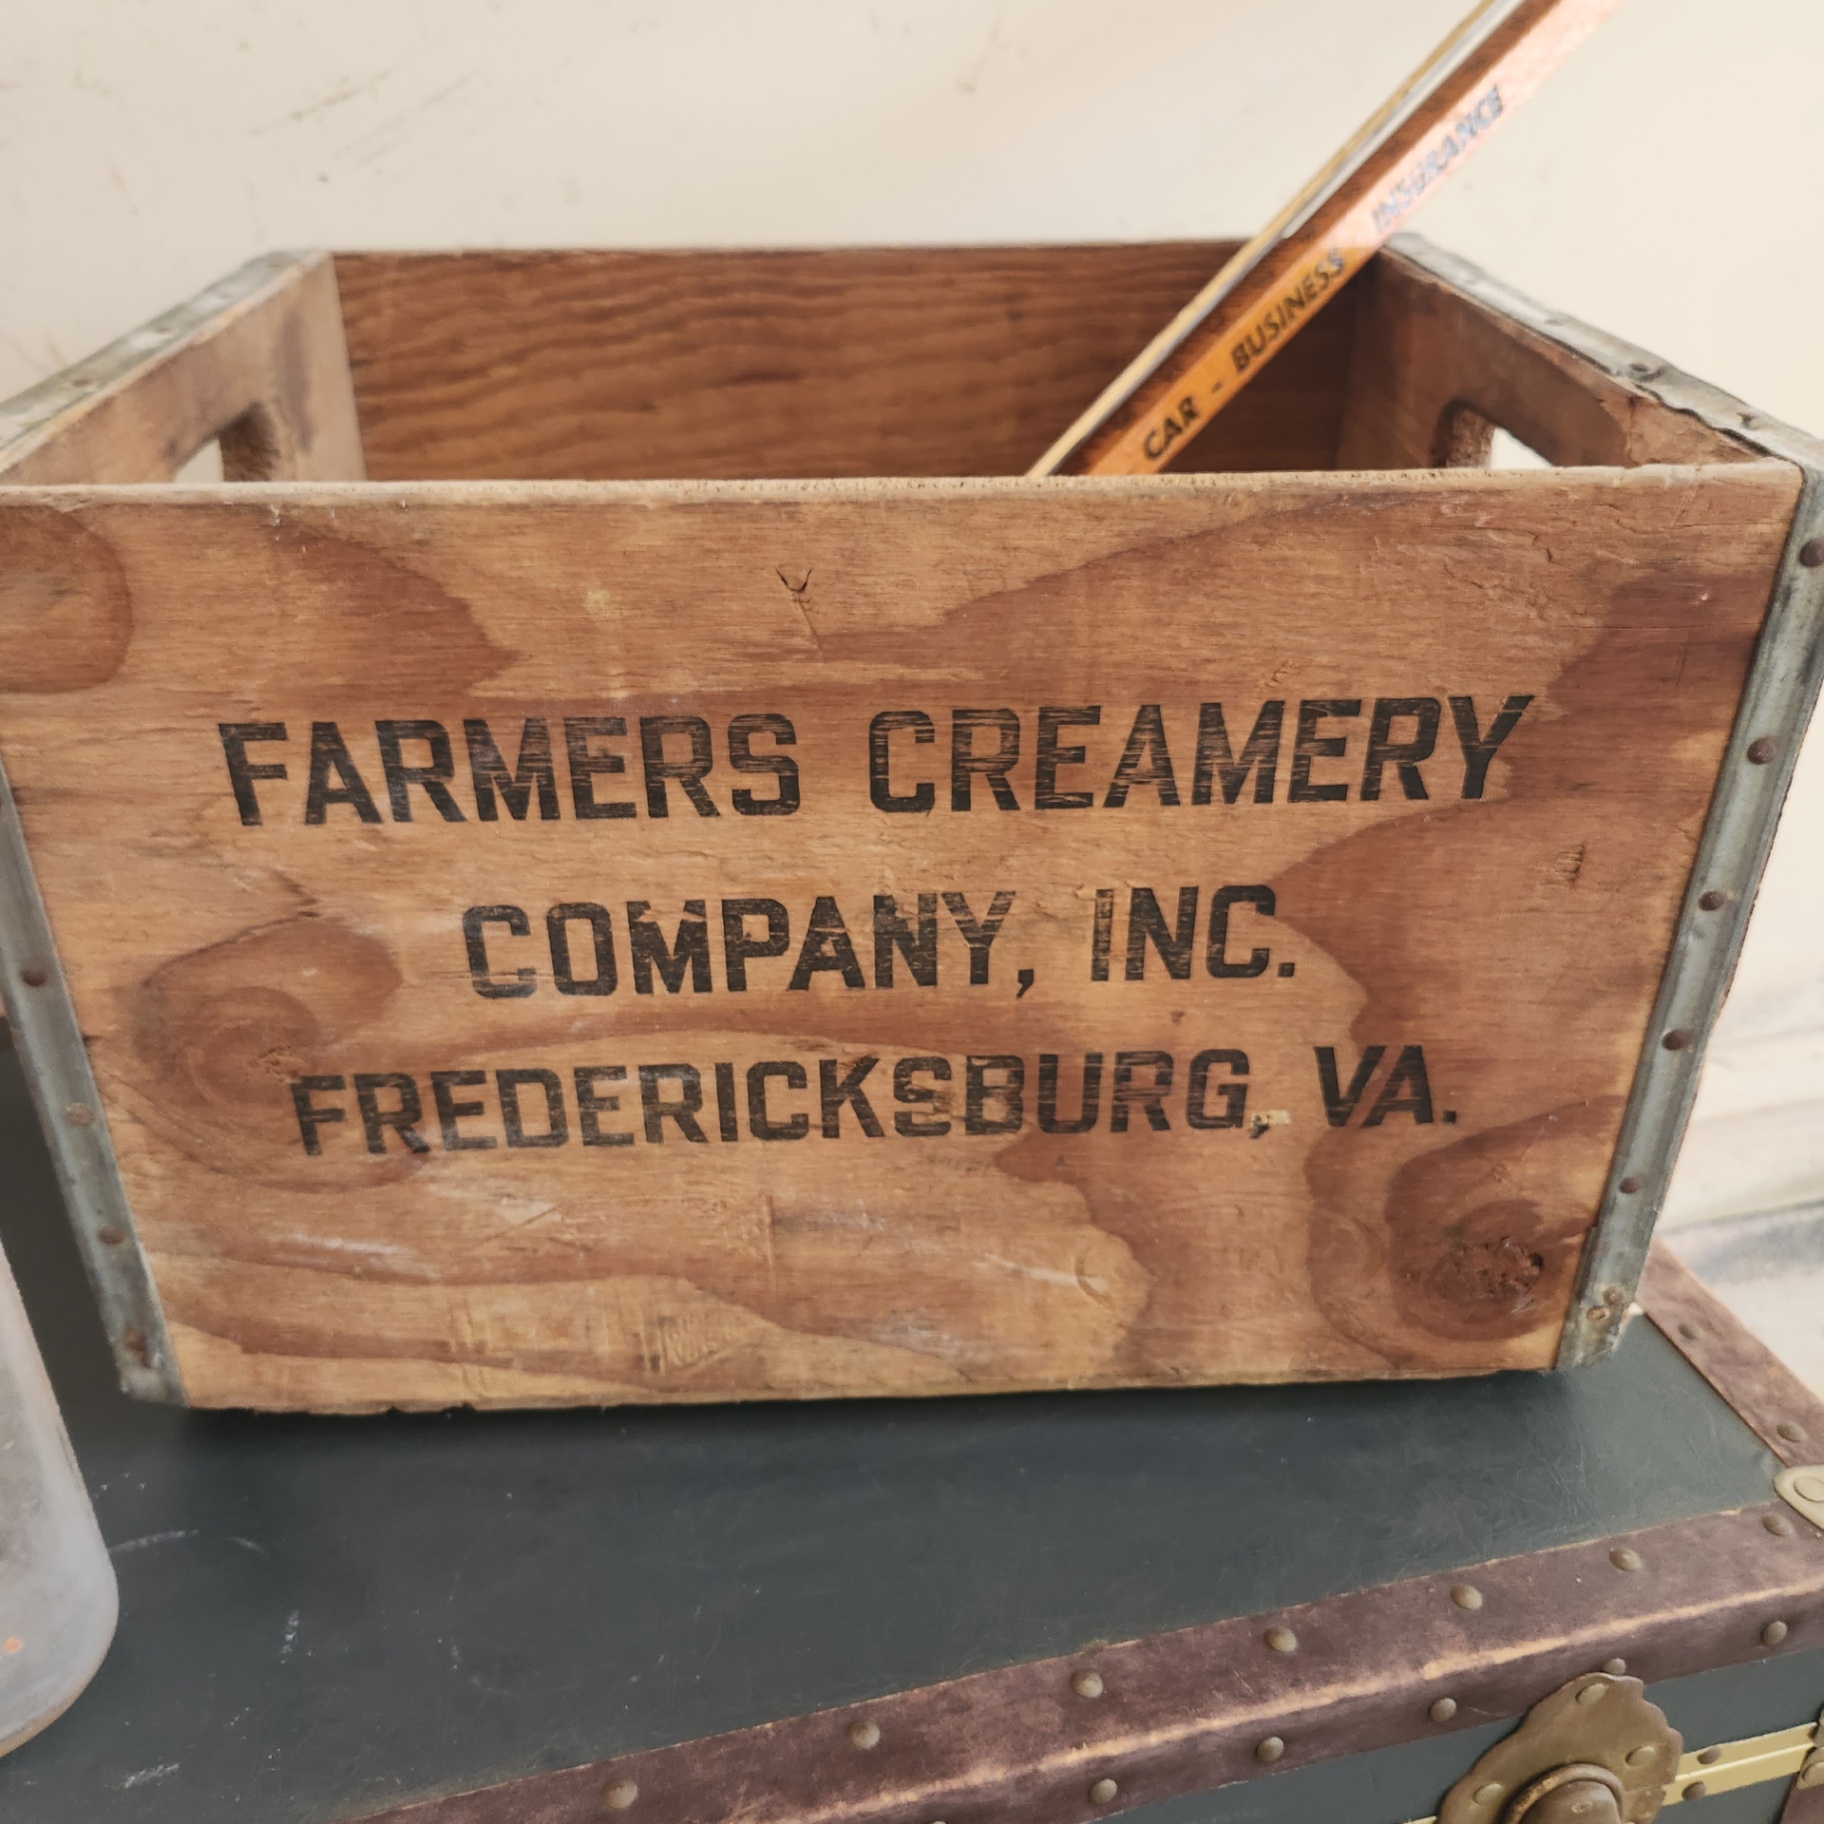 CAR - BUSINESS INSURANCE
FARMERS CREAMERY
COMPANY, INC.
FREDERICKSBURG, VA.